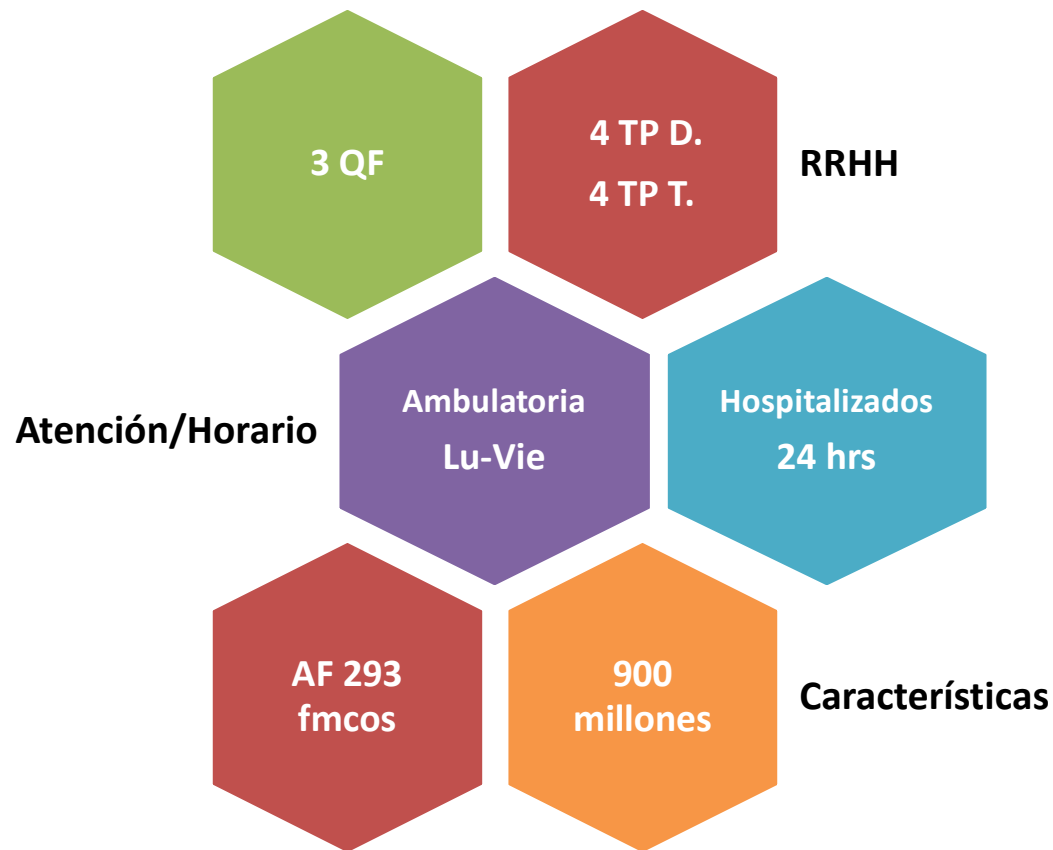 3 QF
4 TP D.
4 TP T.
RRHH
Atención/Horario
Ambulatoria
Lu-Vie
Hospitalizados
24 hrs
AF 293
fmcos
900
millones
Características